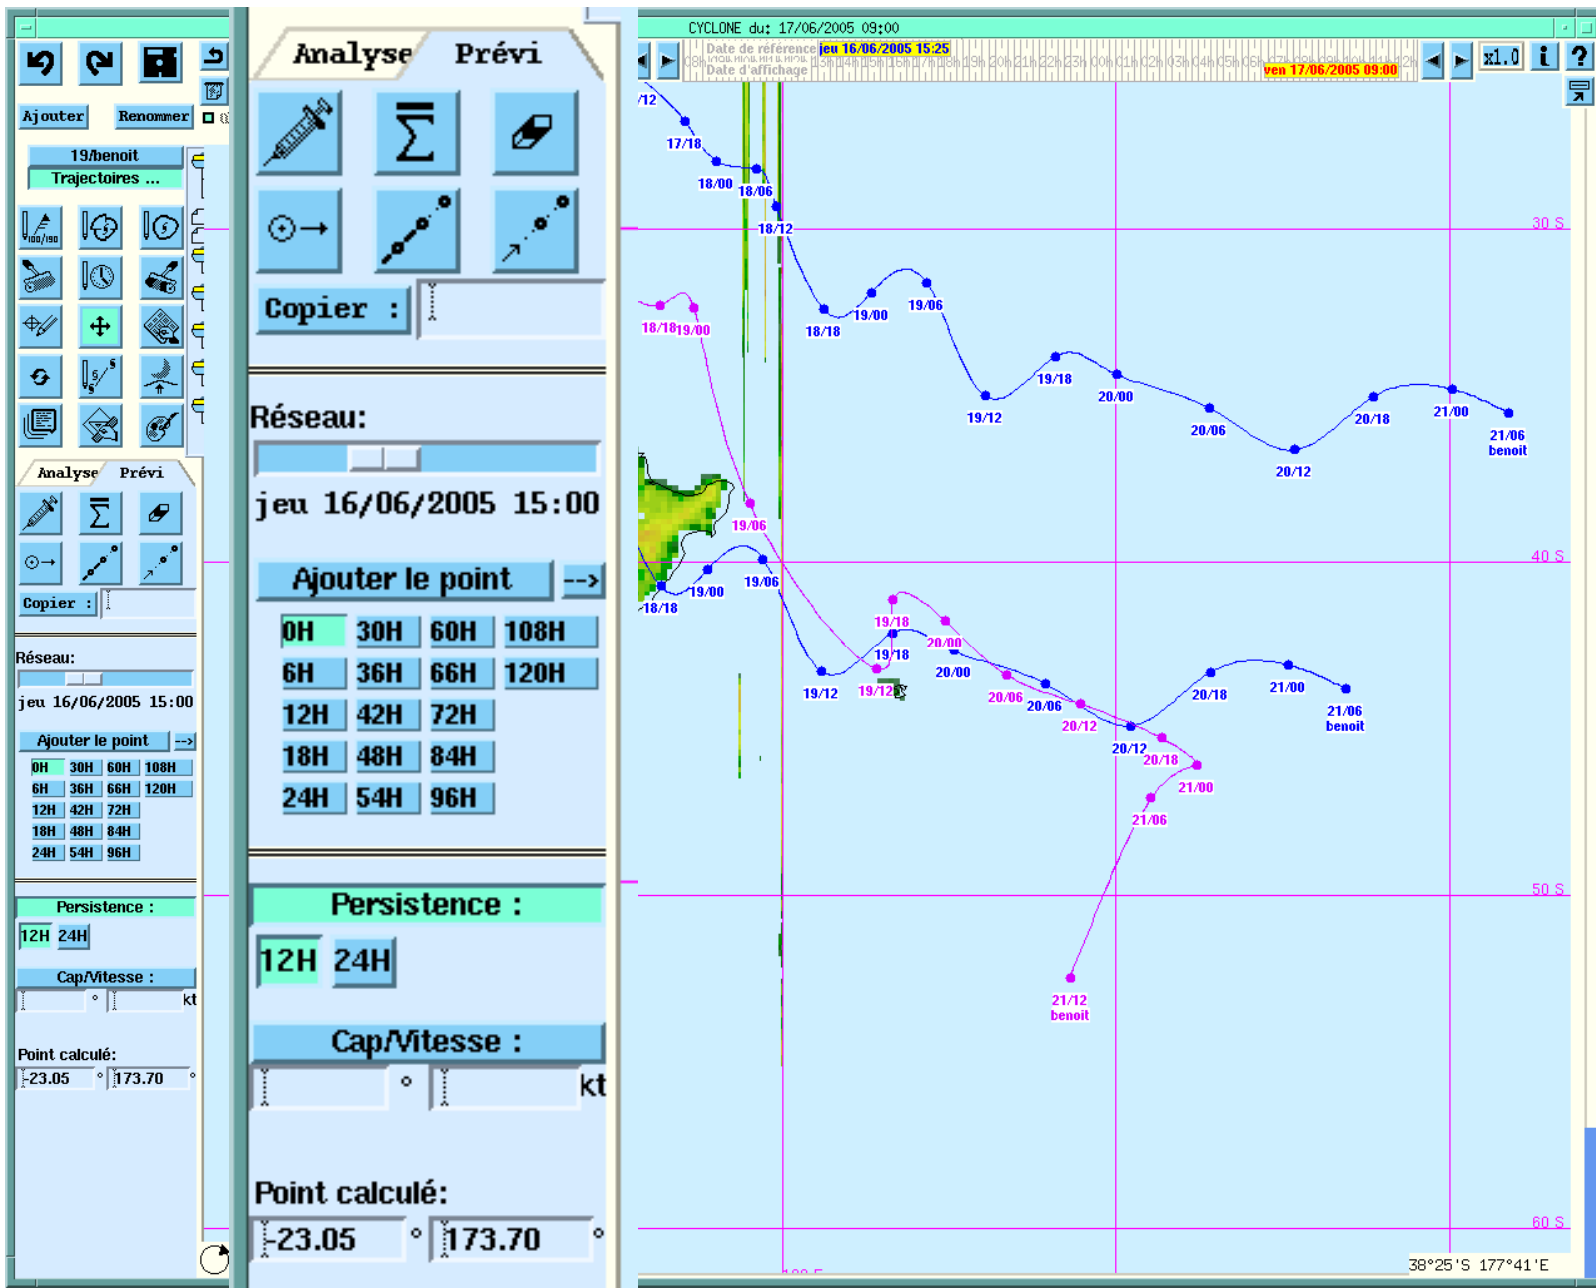 CYCLONE du: 17/06/2005 09:00
Date de référence jeu 16/06/2005 15:25
Date d'affichage
ven 17/06/2005 09:00
x1.0
i
?
Ajouter
Renommer
19/benoit
Trajectoires ...
100/190
Analyse
Prévi
Copier :
Réseau:
jeu 16/06/2005 15:00
Ajouter le point -->
0H 30H 60H 108H
6H 36H 66H 120H
12H 42H 72H
18H 48H 84H
24H 54H 96H
Persistence :
12H 24H
Cap/Vitesse :
° kt
Point calculé:
-23.05 ° 173.70 °
Analyse
Prévi
Copier :
Réseau:
jeu 16/06/2005 15:00
Ajouter le point -->
0H 30H 60H 108H
6H 36H 66H 120H
12H 42H 72H
18H 48H 84H
24H 54H 96H
Persistence :
12H 24H
Cap/Vitesse :
° kt
Point calculé:
-23.05 ° 173.70 °
/12
17/18
18/00
18/06
18/12
30 S
18/18
19/00
19/06
19/12
19/18
20/00
20/06
20/12
20/18
21/00
21/06
benoit
18/18
19/00
19/06
40 S
18/18
19/00
19/06
19/12
19/18
20/00
20/06
20/12
20/18
21/00
21/06
benoit
19/12
19/18
20/00
20/06
20/12
20/18
21/00
21/06
21/12
benoit
50 S
60 S
38°25'S 177°41'E